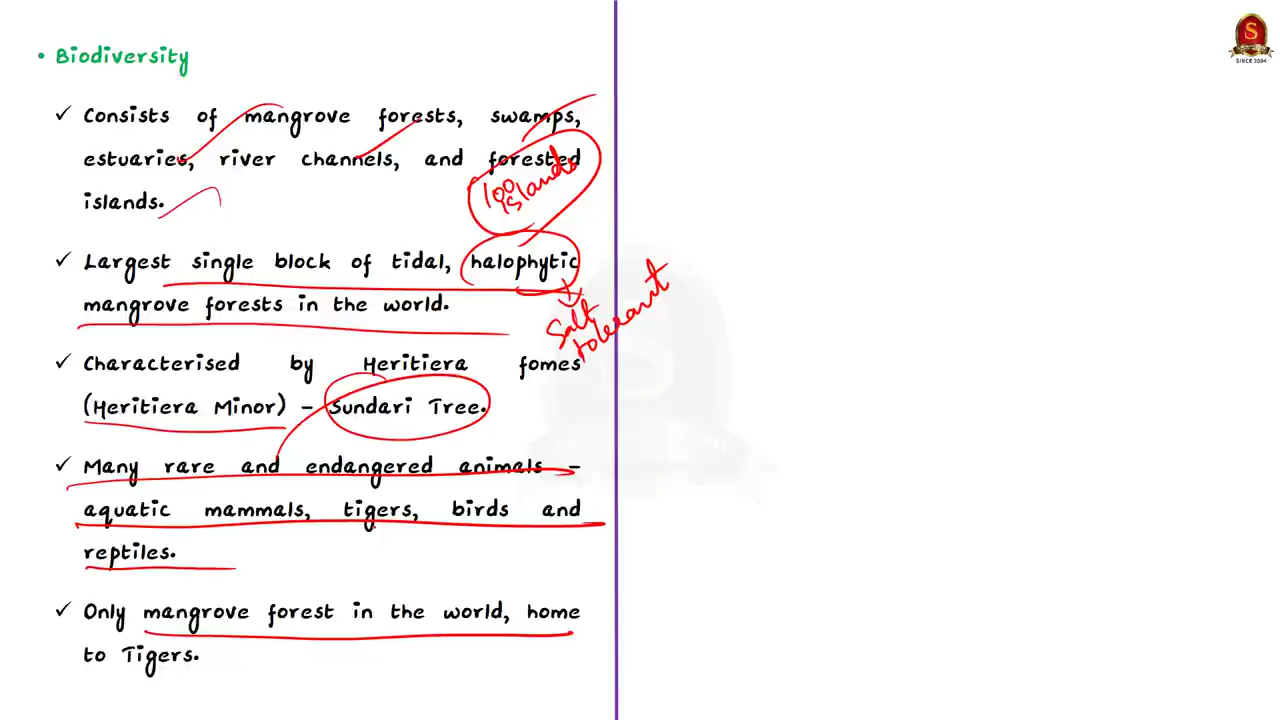 • Biodiversity
✓ Consists of mangrove forests, swamps,
estuaries, river channels, and forested
islands.
100 islands
✓ Largest single block of tidal, halophytic
mangrove forests in the world.
Salt tolerant
✓ Characterised by Heritiera fomes
(Heritiera Minor) – Sundari Tree.
✓ Many rare and endangered animals –
aquatic mammals, tigers, birds and
reptiles.
✓ Only mangrove forest in the world, home
to Tigers.
S
SINCE 2004